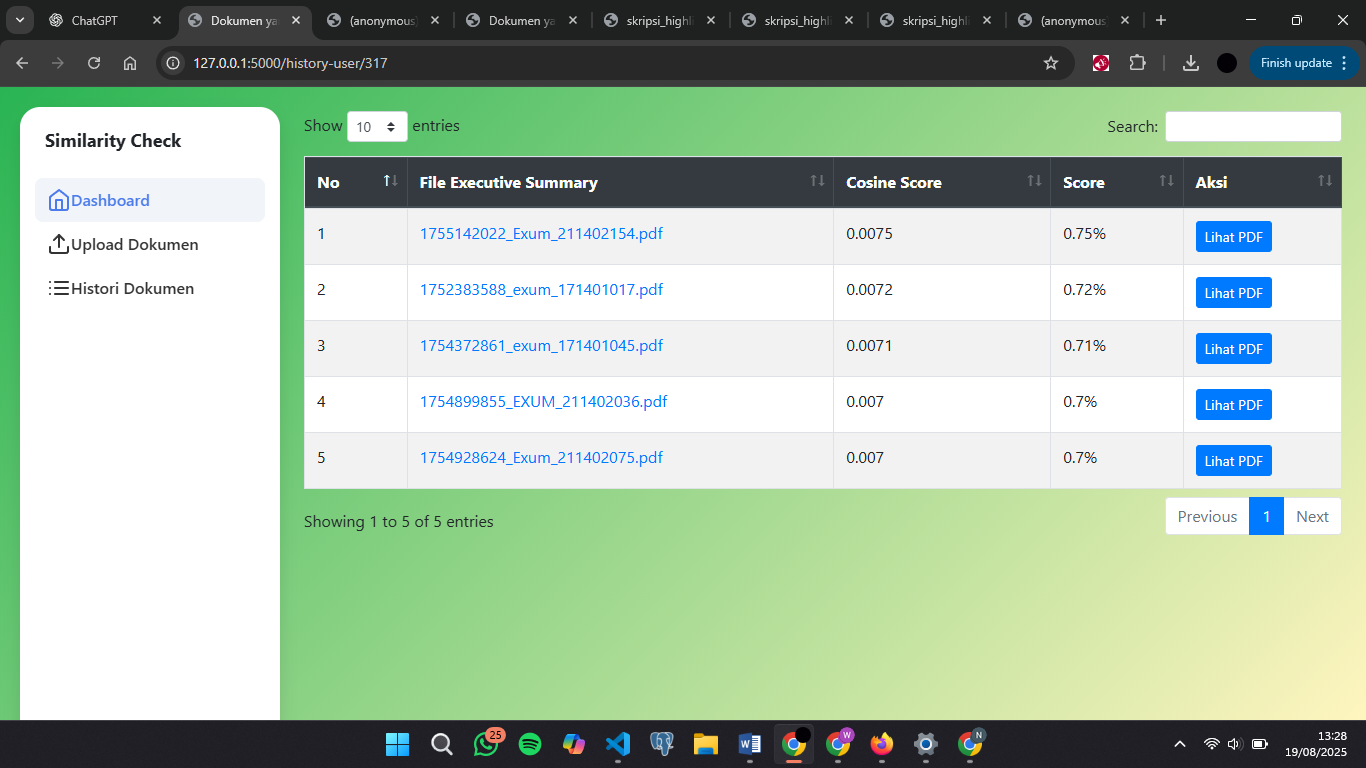 ChatGPT
Dokumen ya
(anonymous)
Dokumen ya
skripsi_highli
skripsi_highli
skripsi_highli
(anonymous)
127.0.0.1:5000/history-user/317
Finish update
Similarity Check
Dashboard
Upload Dokumen
Histori Dokumen
Show 10 entries
Search:
No File Executive Summary Cosine Score Score Aksi
1 1755142022_Exum_211402154.pdf 0.0075 0.75% Lihat PDF
2 1752383588_exum_171401017.pdf 0.0072 0.72% Lihat PDF
3 1754372861_exum_171401045.pdf 0.0071 0.71% Lihat PDF
4 1754899855_EXUM_211402036.pdf 0.007 0.7% Lihat PDF
5 1754928624_Exum_211402075.pdf 0.007 0.7% Lihat PDF
Showing 1 to 5 of 5 entries
Previous 1 Next
25
W
N
13:28
19/08/2025